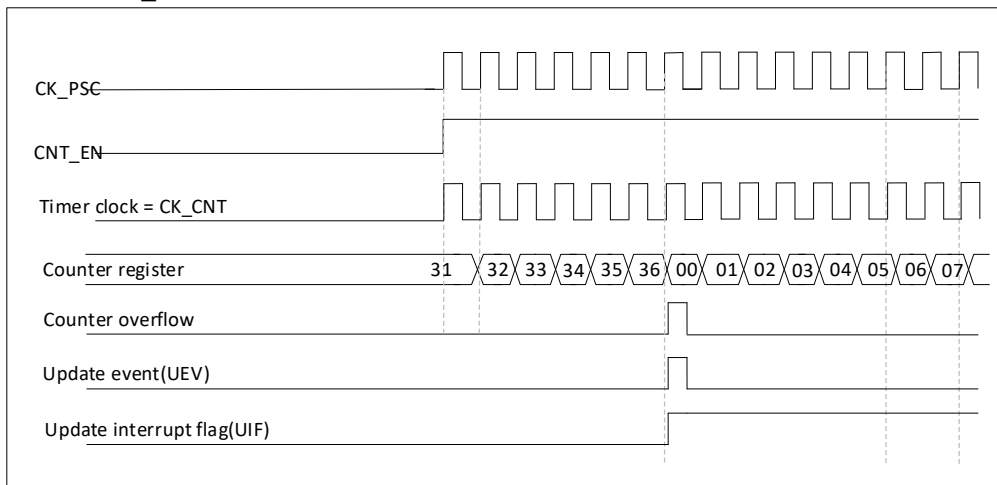 CK_PSC
CNT_EN
Timer clock = CK_CNT
Counter register 31 32 33 34 35 36 00 01 02 03 04 05 06 07
Counter overflow
Update event(UEV)
Update interrupt flag(UIF)